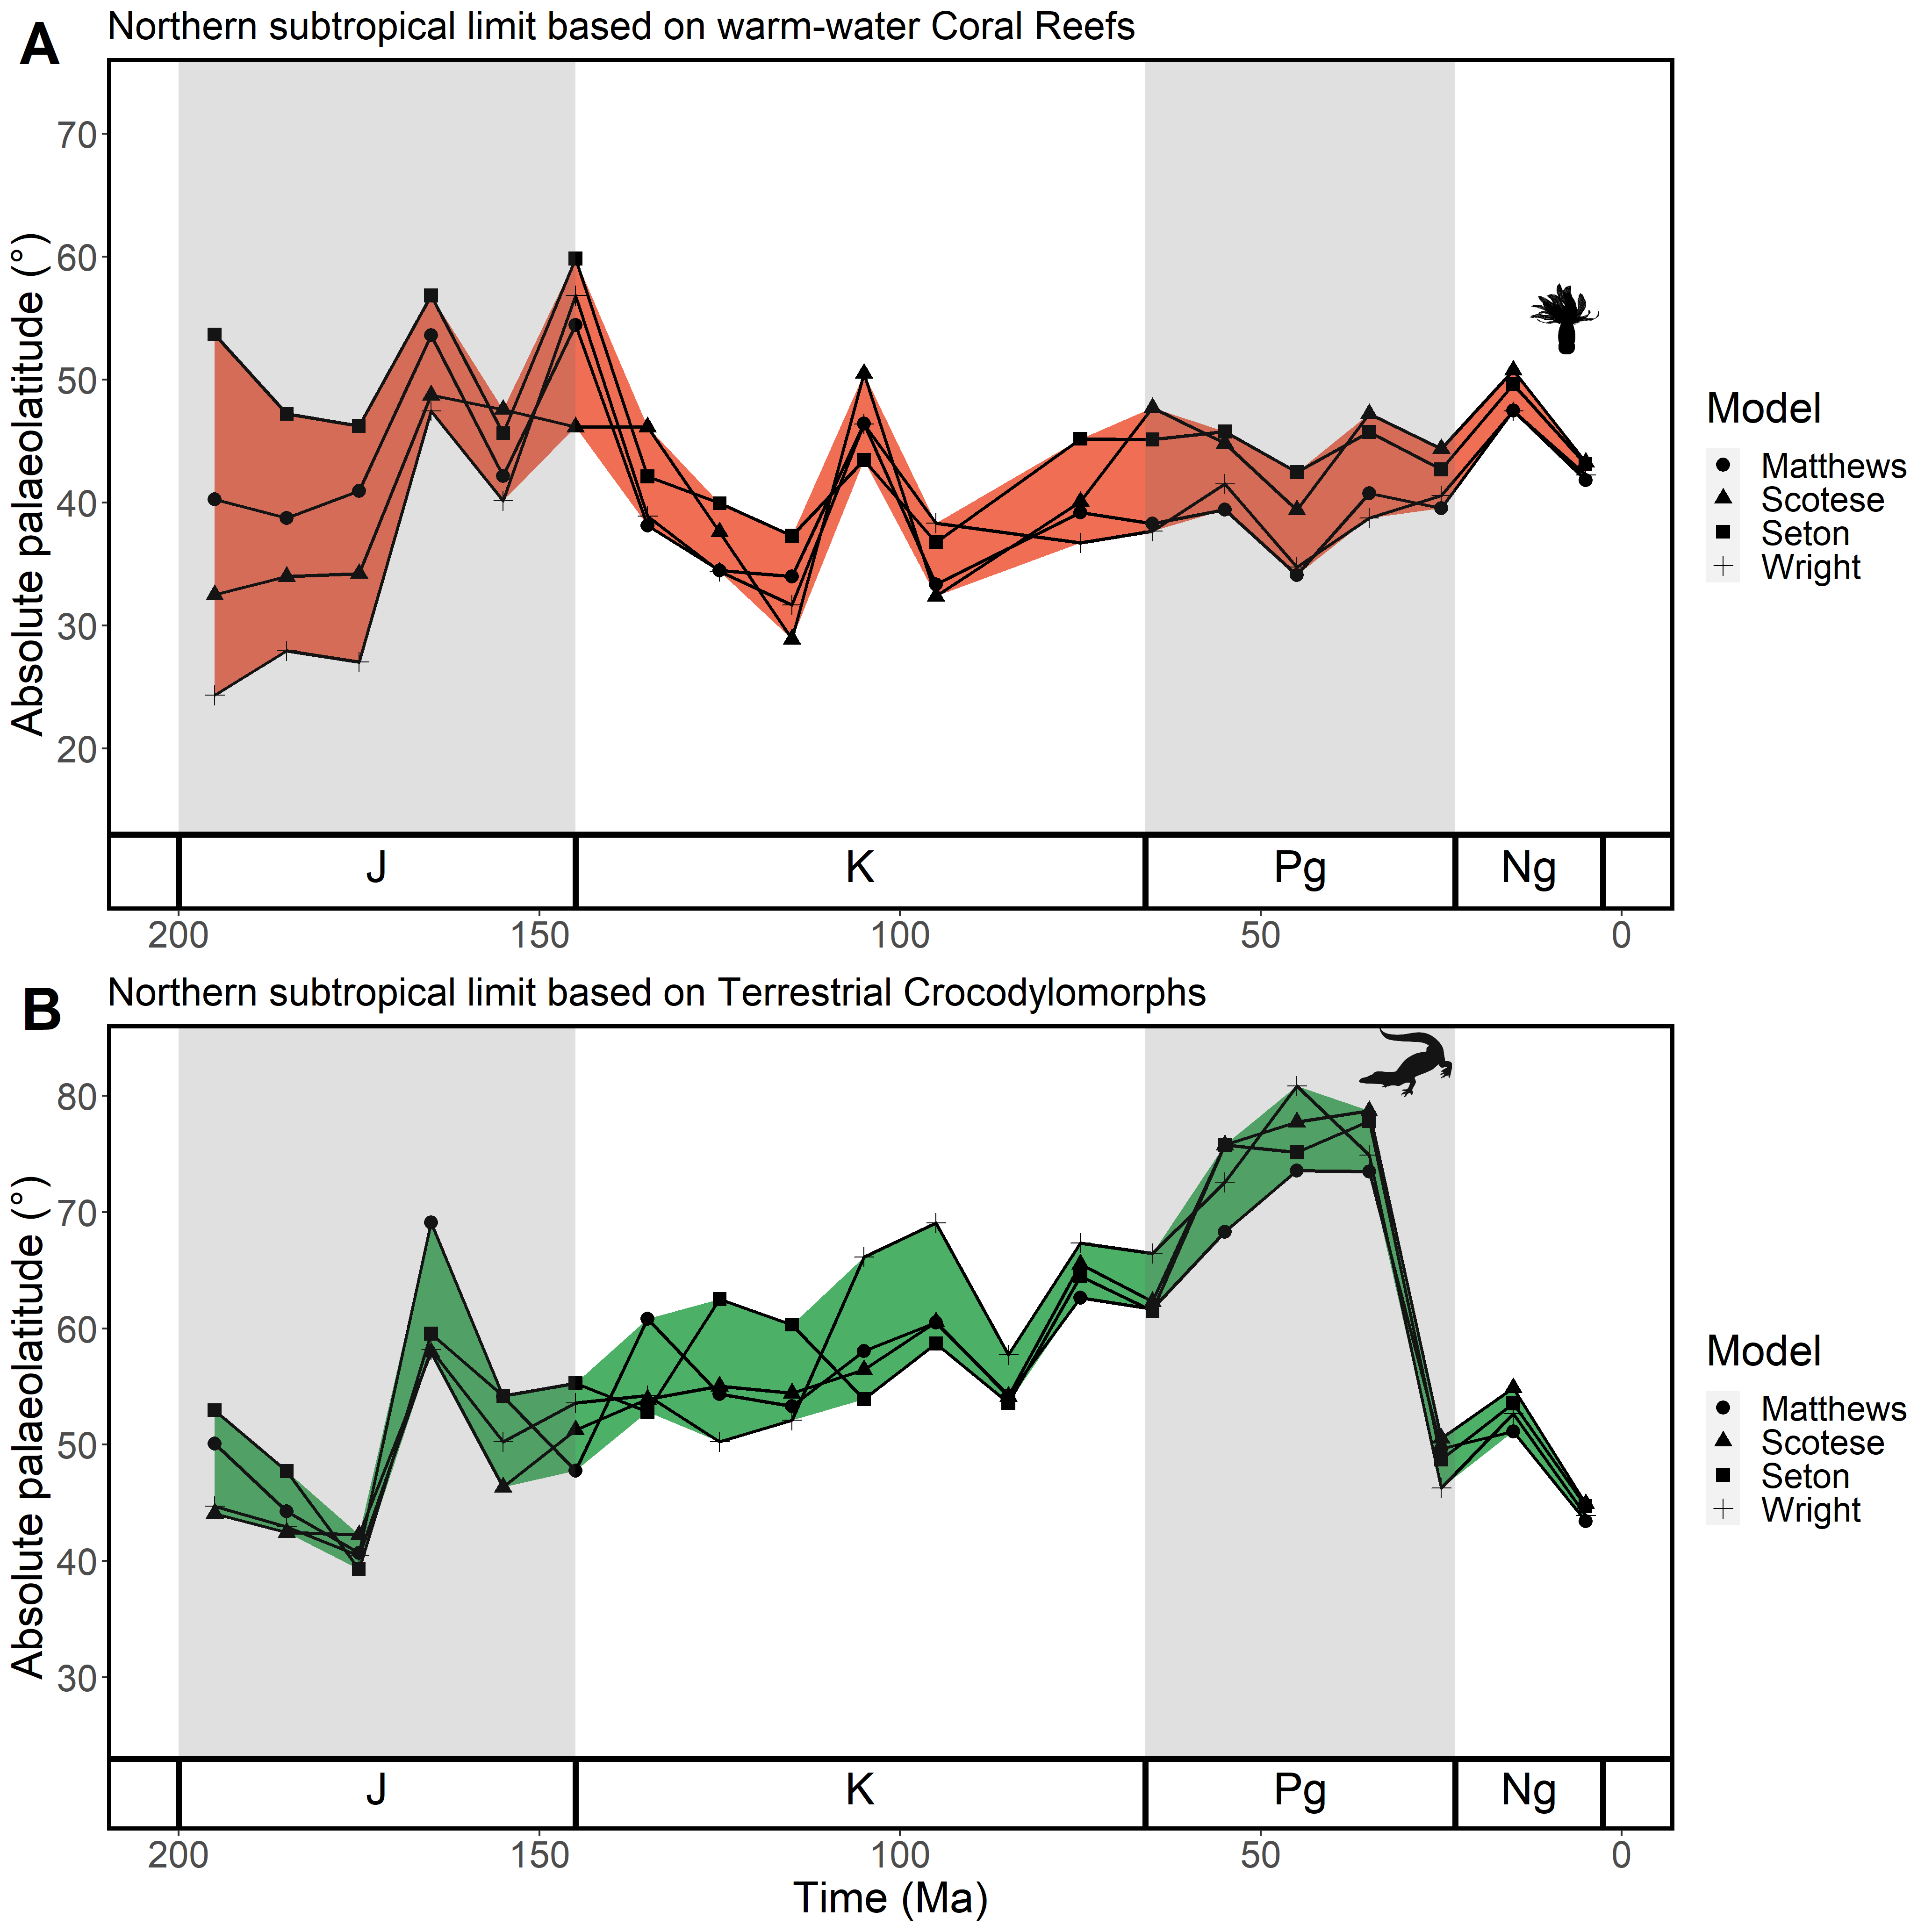 A
Northern subtropical limit based on warm-water Coral Reefs
Absolute palaeolatitude (°)
70
60
50
40
30
20
J K Pg Ng
200 150 100 50 0
Model
Matthews
Scotese
Seton
Wright
B
Northern subtropical limit based on Terrestrial Crocodylomorphs
Absolute palaeolatitude (°)
80
70
60
50
40
30
J K Pg Ng
200 150 100 50 0
Time (Ma)
Model
Matthews
Scotese
Seton
Wright